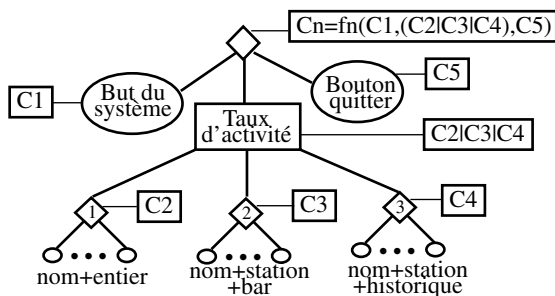 Cn=fn(C1,(C2|C3|C4),C5)
But du
système
C1
Bouton
quitter
C5
Taux
d'activité
C2|C3|C4
1
C2
2
C3
3
C4
nom+entier
nom+station
+bar
nom+station
+historique